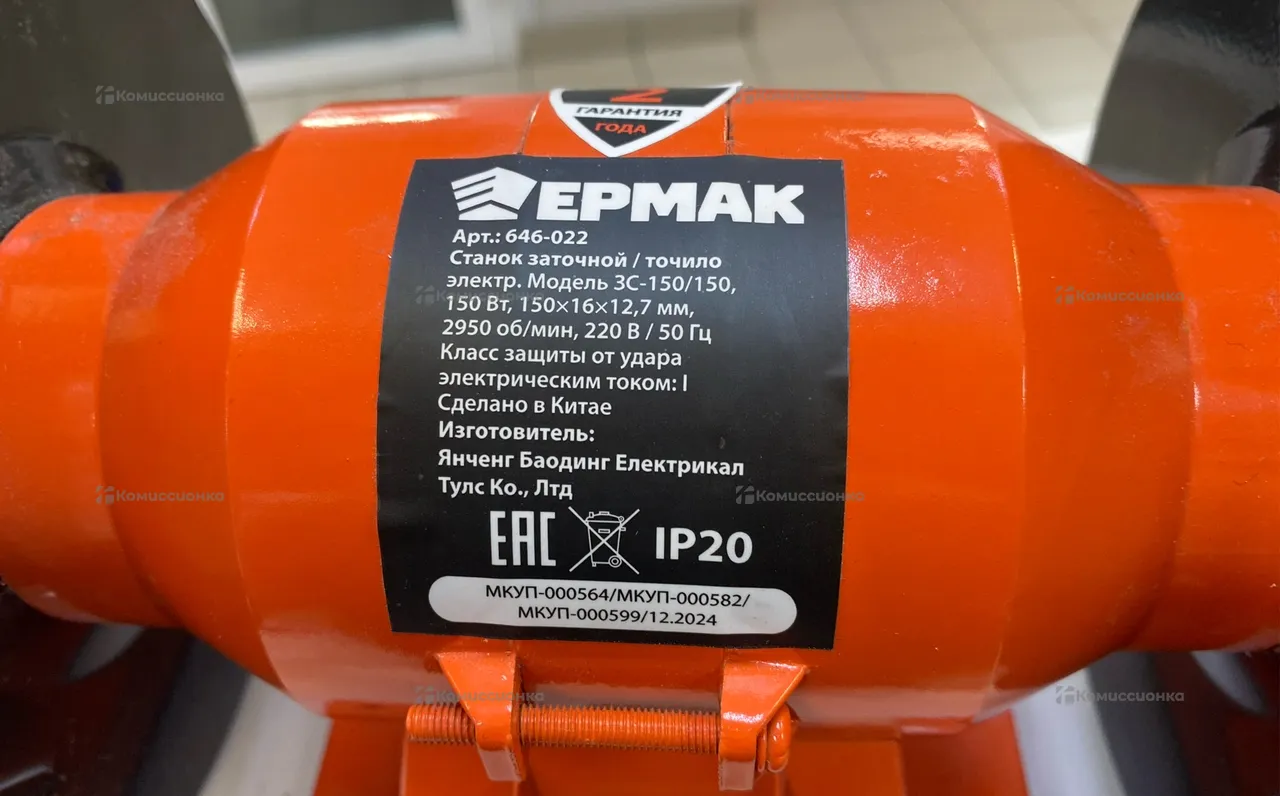 2
ГАРАНТИЯ
ГОДА
ЕРМАК
Арт.: 646-022
Станок заточной / точило
электр. Модель ЗС-150/150,
150 Вт, 150×16×12,7 мм,
2950 об/мин, 220 В / 50 Гц
Класс защиты от удара
электрическим током: I
Сделано в Китае
Изготовитель:
Янченг Баодинг Електрикал
Тулс Ко., Лтд
EAC IP20
МКУП-000564/МКУП-000582/
МКУП-000599/12.2024
Комиссионка
Комиссионка
Комиссионка
Комиссионка
Комиссионка
Комиссионка
Комиссионка